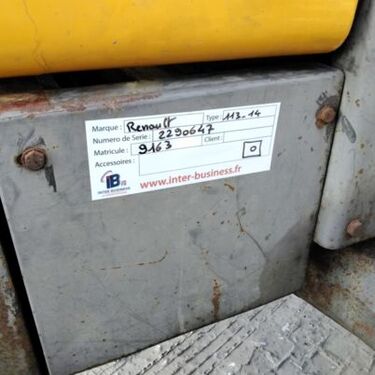 Marque : Renault Type : 113-14
Numero de Serie : 2290647
Matricule : 9163 Client :
Accessoires : 0
IB
INTER BUSINESS
www.inter-business.fr